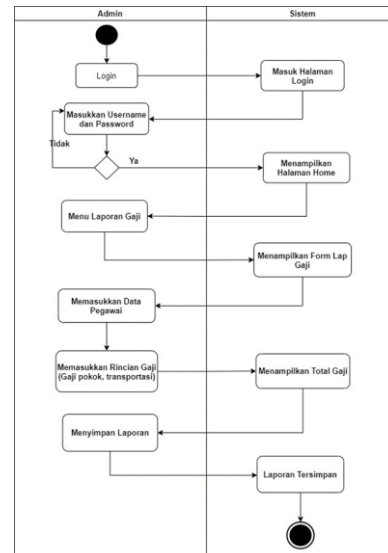 Admin
Sistem
Login
Masuk Halaman
Login
Masukkan Username
dan Password
Tidak
Ya
Menampilkan
Halaman Home
Menu Laporan Gaji
Menampilkan Form Lap
Gaji
Memasukkan Data
Pegawai
Memasukkan Rincian Gaji
(Gaji pokok, transportasi)
Menampilkan Total Gaji
Menyimpan Laporan
Laporan Tersimpan